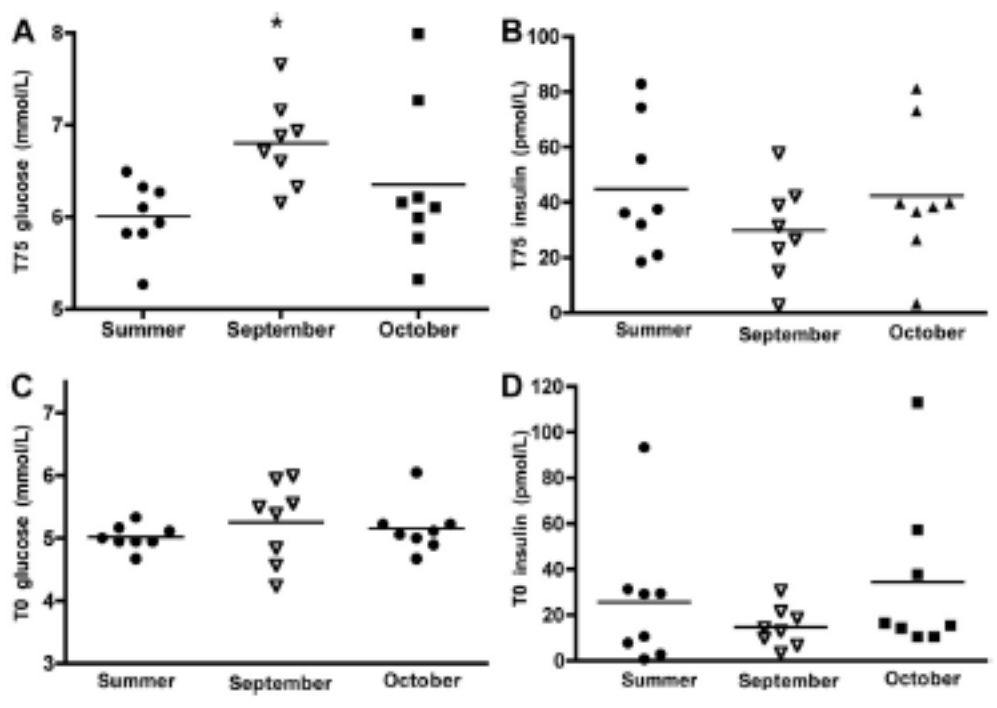 A
T75 glucose (mmol/L)
8
7
6
5
*
Summer
September
October
B
T75 insulin (pmol/L)
100
80
60
40
20
0
Summer
September
October
C
T0 glucose (mmol/L)
7
6
5
4
3
Summer
September
October
D
T0 insulin (pmol/L)
120
100
80
60
40
20
0
Summer
September
October